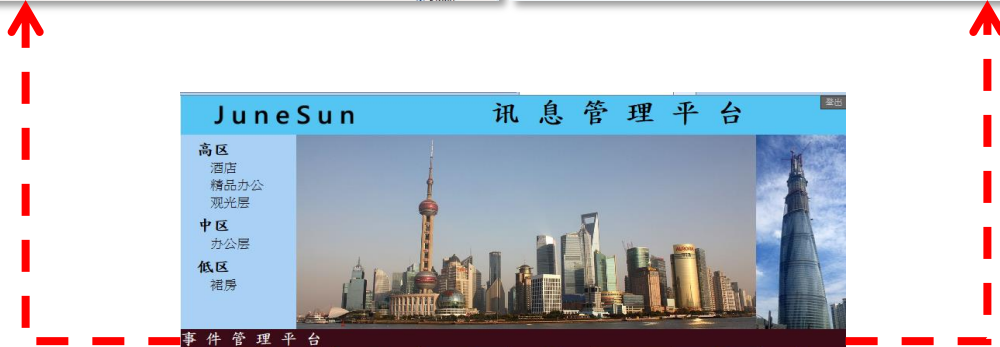 JuneSun 讯息管理平台 登出
高区
酒店
精品办公
观光层
中区
办公层
低区
裙房
事件管理平台